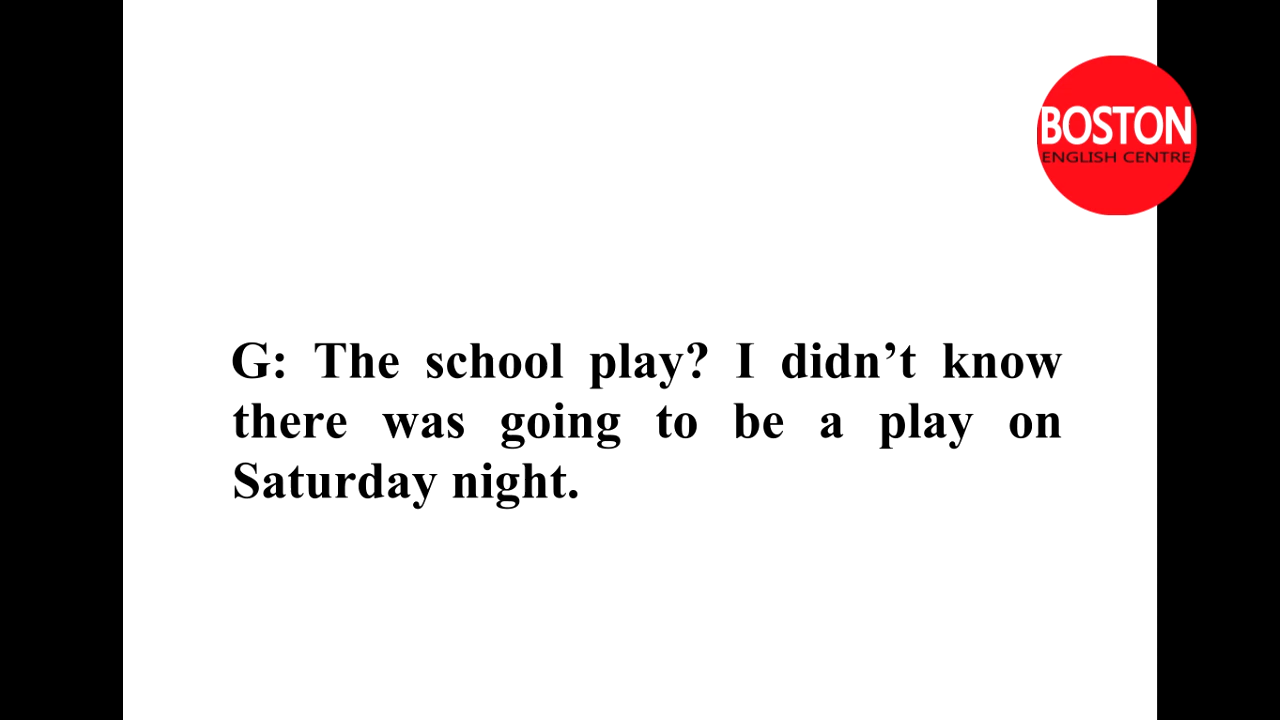 BOSTON
ENGLISH CENTRE
G: The school play? I didn’t know
there was going to be a play on
Saturday night.